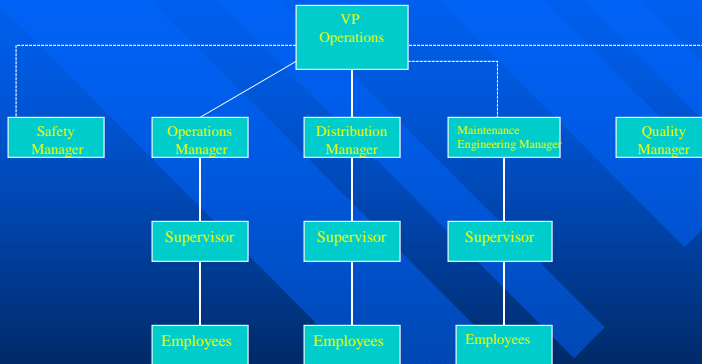 VP
Operations
Safety
Manager
Operations
Manager
Distribution
Manager
Maintenance
Engineering Manager
Quality
Manager
Supervisor
Supervisor
Supervisor
Employees
Employees
Employees